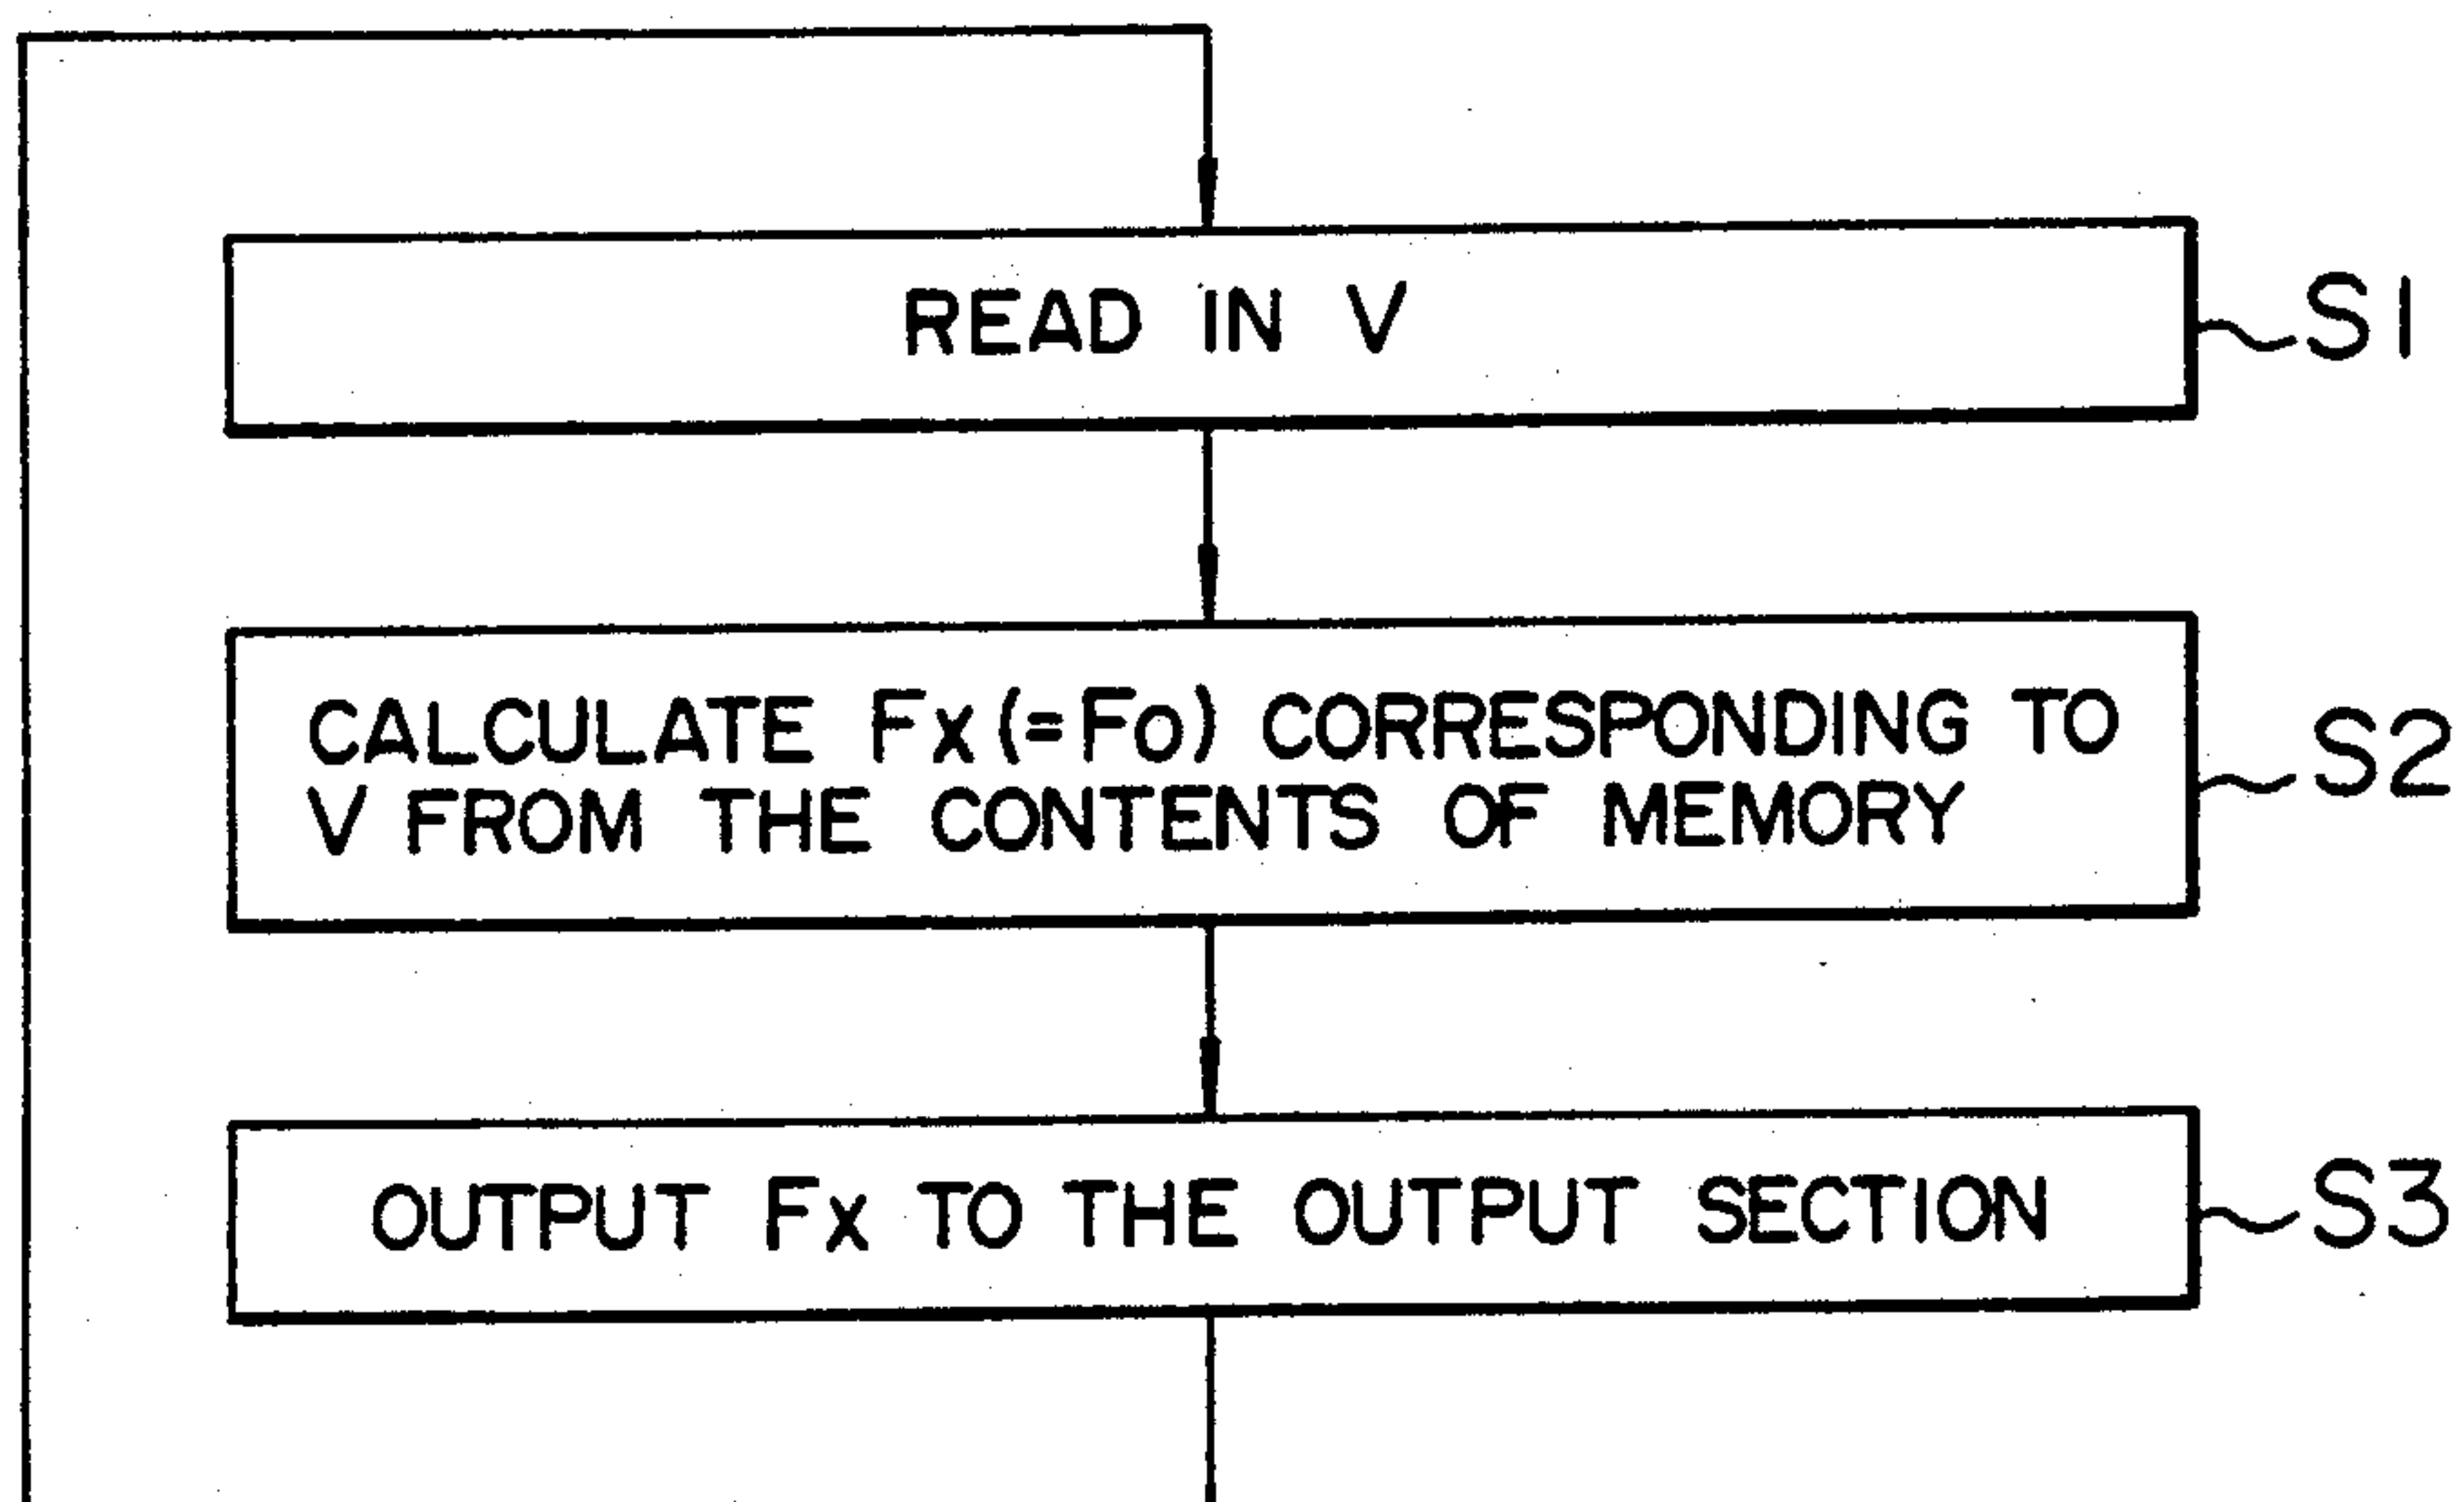 READ IN V
S1
CALCULATE Fx(=Fo) CORRESPONDING TO
V FROM THE CONTENTS OF MEMORY
S2
OUTPUT Fx TO THE OUTPUT SECTION
S3